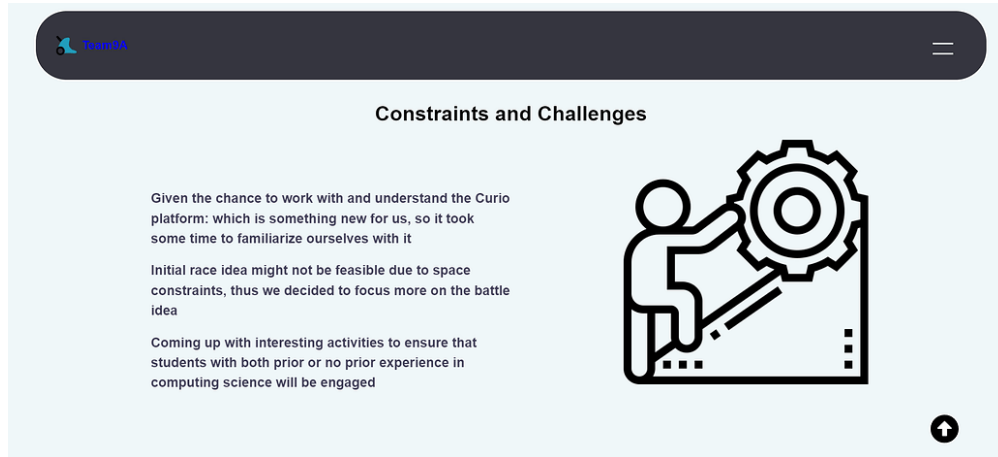 Team9A
Constraints and Challenges
Given the chance to work with and understand the Curio
platform: which is something new for us, so it took
some time to familiarize ourselves with it
Initial race idea might not be feasible due to space
constraints, thus we decided to focus more on the battle
idea
Coming up with interesting activities to ensure that
students with both prior or no prior experience in
computing science will be engaged